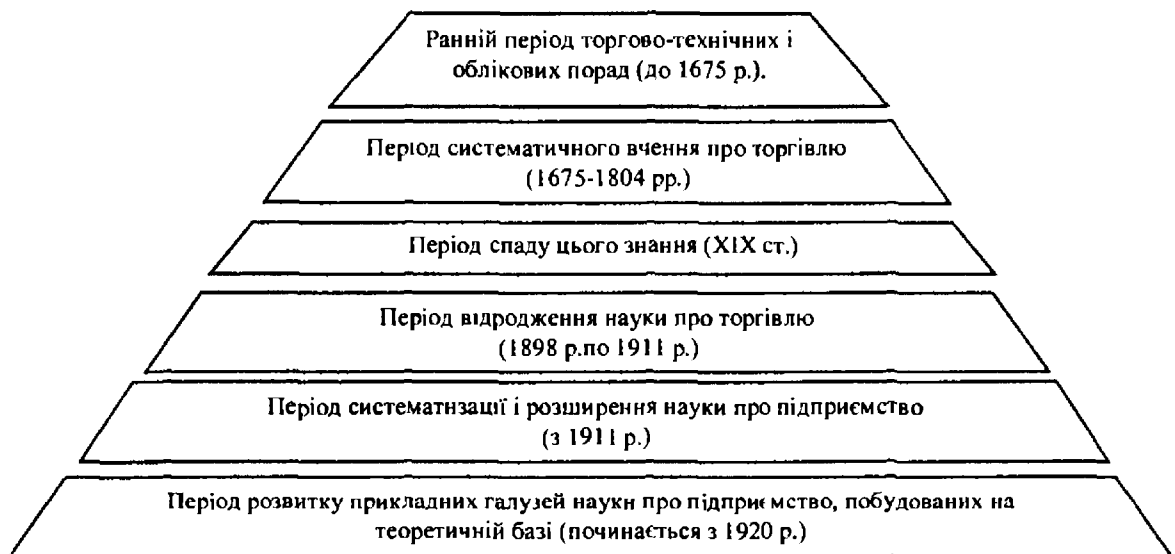 Ранній період торгово-технічних і
облікових порад (до 1675 р.).
Період систематичного вчення про торгівлю
(1675-1804 рр.)
Період спаду цього знання (XIX ст.)
Період відродження науки про торгівлю
(1898 р.по 1911 р.)
Період систематизації і розширення науки про підприємство
(з 1911 р.)
Період розвитку прикладних галузей науки про підприємство, побудованих на
теоретичній базі (починається з 1920 р.)